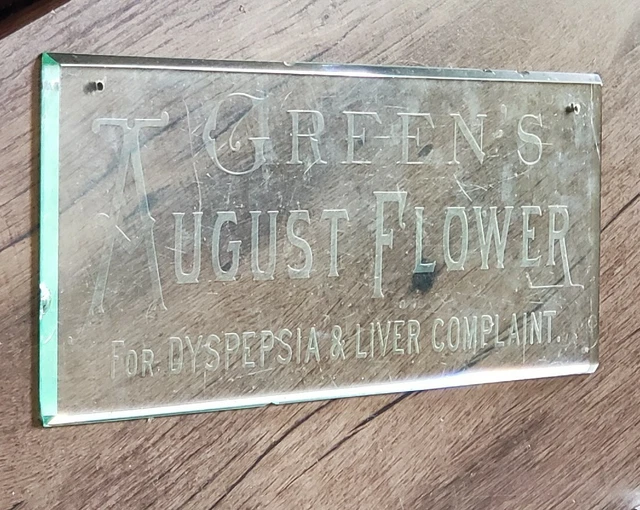 GREEN'S
AUGUST FLOWER
FOR DYSPEPSIA & LIVER COMPLAINT.